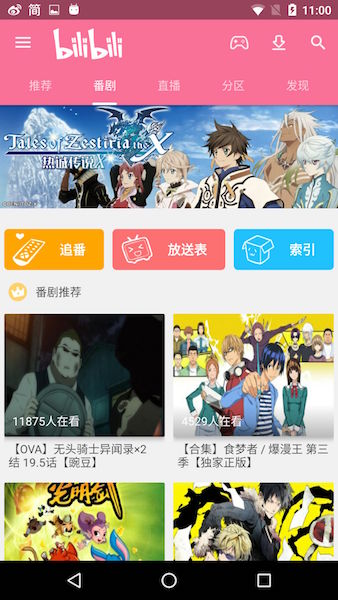 简
11:00
bilibili
推荐 番剧 直播 分区 发现
Tales of Zestiria the X
热诚传说X
追番 放送表 索引
番剧推荐
11875人在看
4529人在看
【OVA】无头骑士异闻录×2
结 19.5话【豌豆】
【合集】食梦者 / 爆漫王 第三
季【独家正版】
光明剑